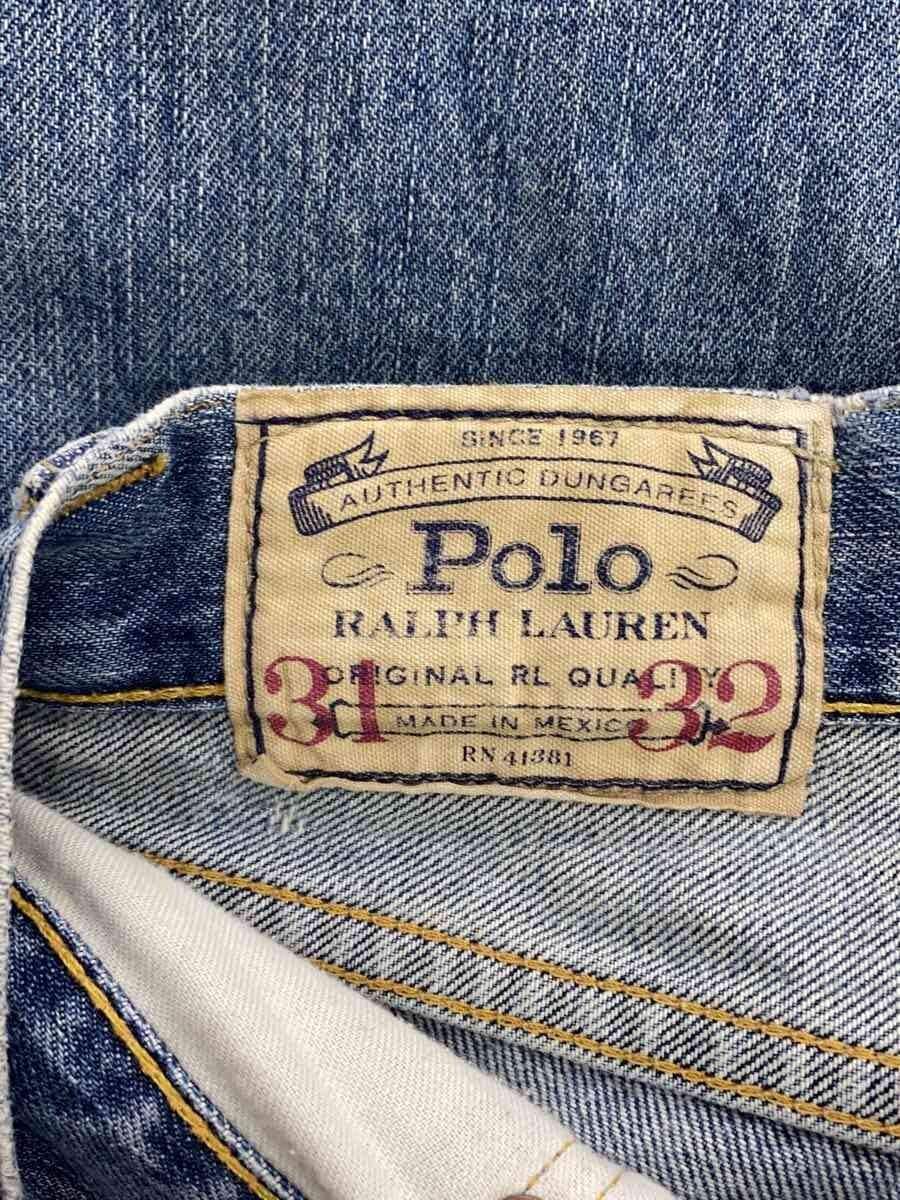 SINCE 1967
AUTHENTIC DUNGAREES
Polo
RALPH LAUREN
ORIGINAL RL QUALITY
31 32
MADE IN MEXICO
RN 41381